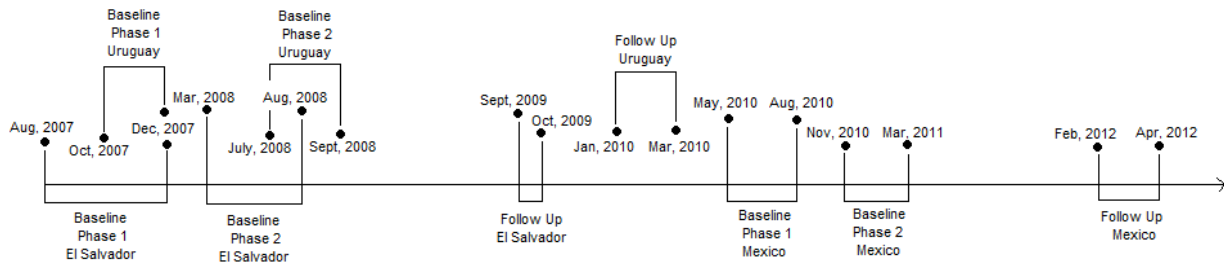 Baseline
Phase 1
Uruguay
Baseline
Phase 2
Uruguay
Follow Up
Uruguay
Aug, 2007
Oct, 2007
Dec, 2007
Mar, 2008
July, 2008
Aug, 2008
Sept, 2008
Sept, 2009
Oct, 2009
Jan, 2010
Mar, 2010
May, 2010
Aug, 2010
Nov, 2010
Mar, 2011
Feb, 2012
Apr, 2012
Baseline
Phase 1
El Salvador
Baseline
Phase 2
El Salvador
Follow Up
El Salvador
Baseline
Phase 1
Mexico
Baseline
Phase 2
Mexico
Follow Up
Mexico